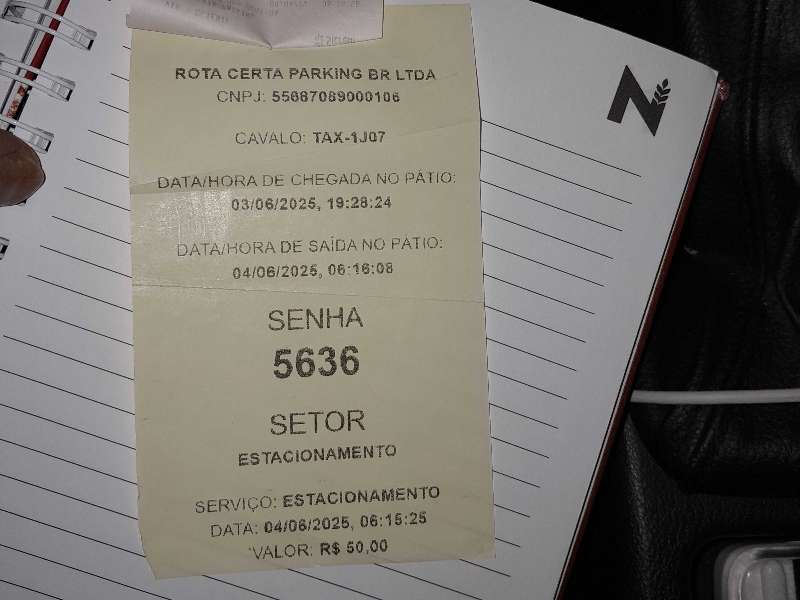 ROTA CERTA PARKING BR LTDA
CNPJ: 55687089000106
CAVALO: TAX-1J07
DATA/HORA DE CHEGADA NO PÁTIO:
03/06/2025, 19:28:24
DATA/HORA DE SAÍDA NO PÁTIO:
04/06/2025, 06:16:08
SENHA
5636
SETOR
ESTACIONAMENTO
SERVIÇO: ESTACIONAMENTO
DATA: 04/06/2025, 06:15:25
VALOR: R$ 50,00